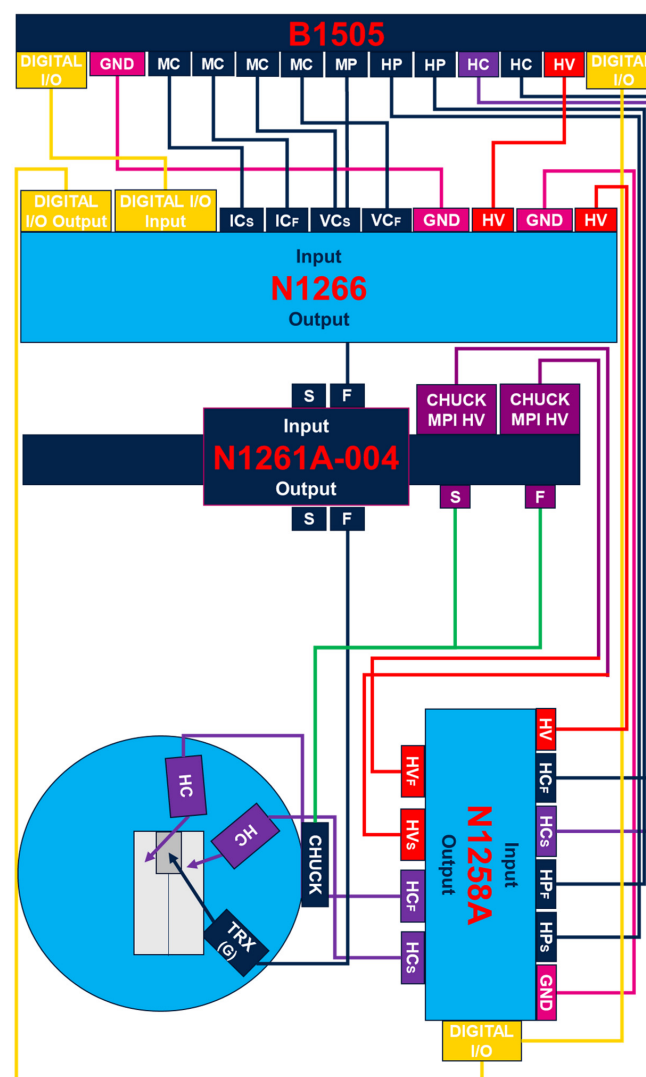 B1505
DIGITAL
I/O
GND
MC
MC
MC
MC
MP
HP
HP
HC
HC
HV
DIGITAL
I/O
DIGITAL
I/O Output
DIGITAL I/O
Input
ICS
ICF
VCS
VCF
GND
HV
GND
HV
Input
N1266
Output
S
F
CHUCK
MPI HV
CHUCK
MPI HV
Input
N1261A-004
Output
S
F
S
F
HC
HC
CHUCK
TRX
(G)
HVF
HVS
HCF
HCS
Input
N1258A
Output
HV
HCF
HCS
HPF
HPS
GND
DIGITAL
I/O